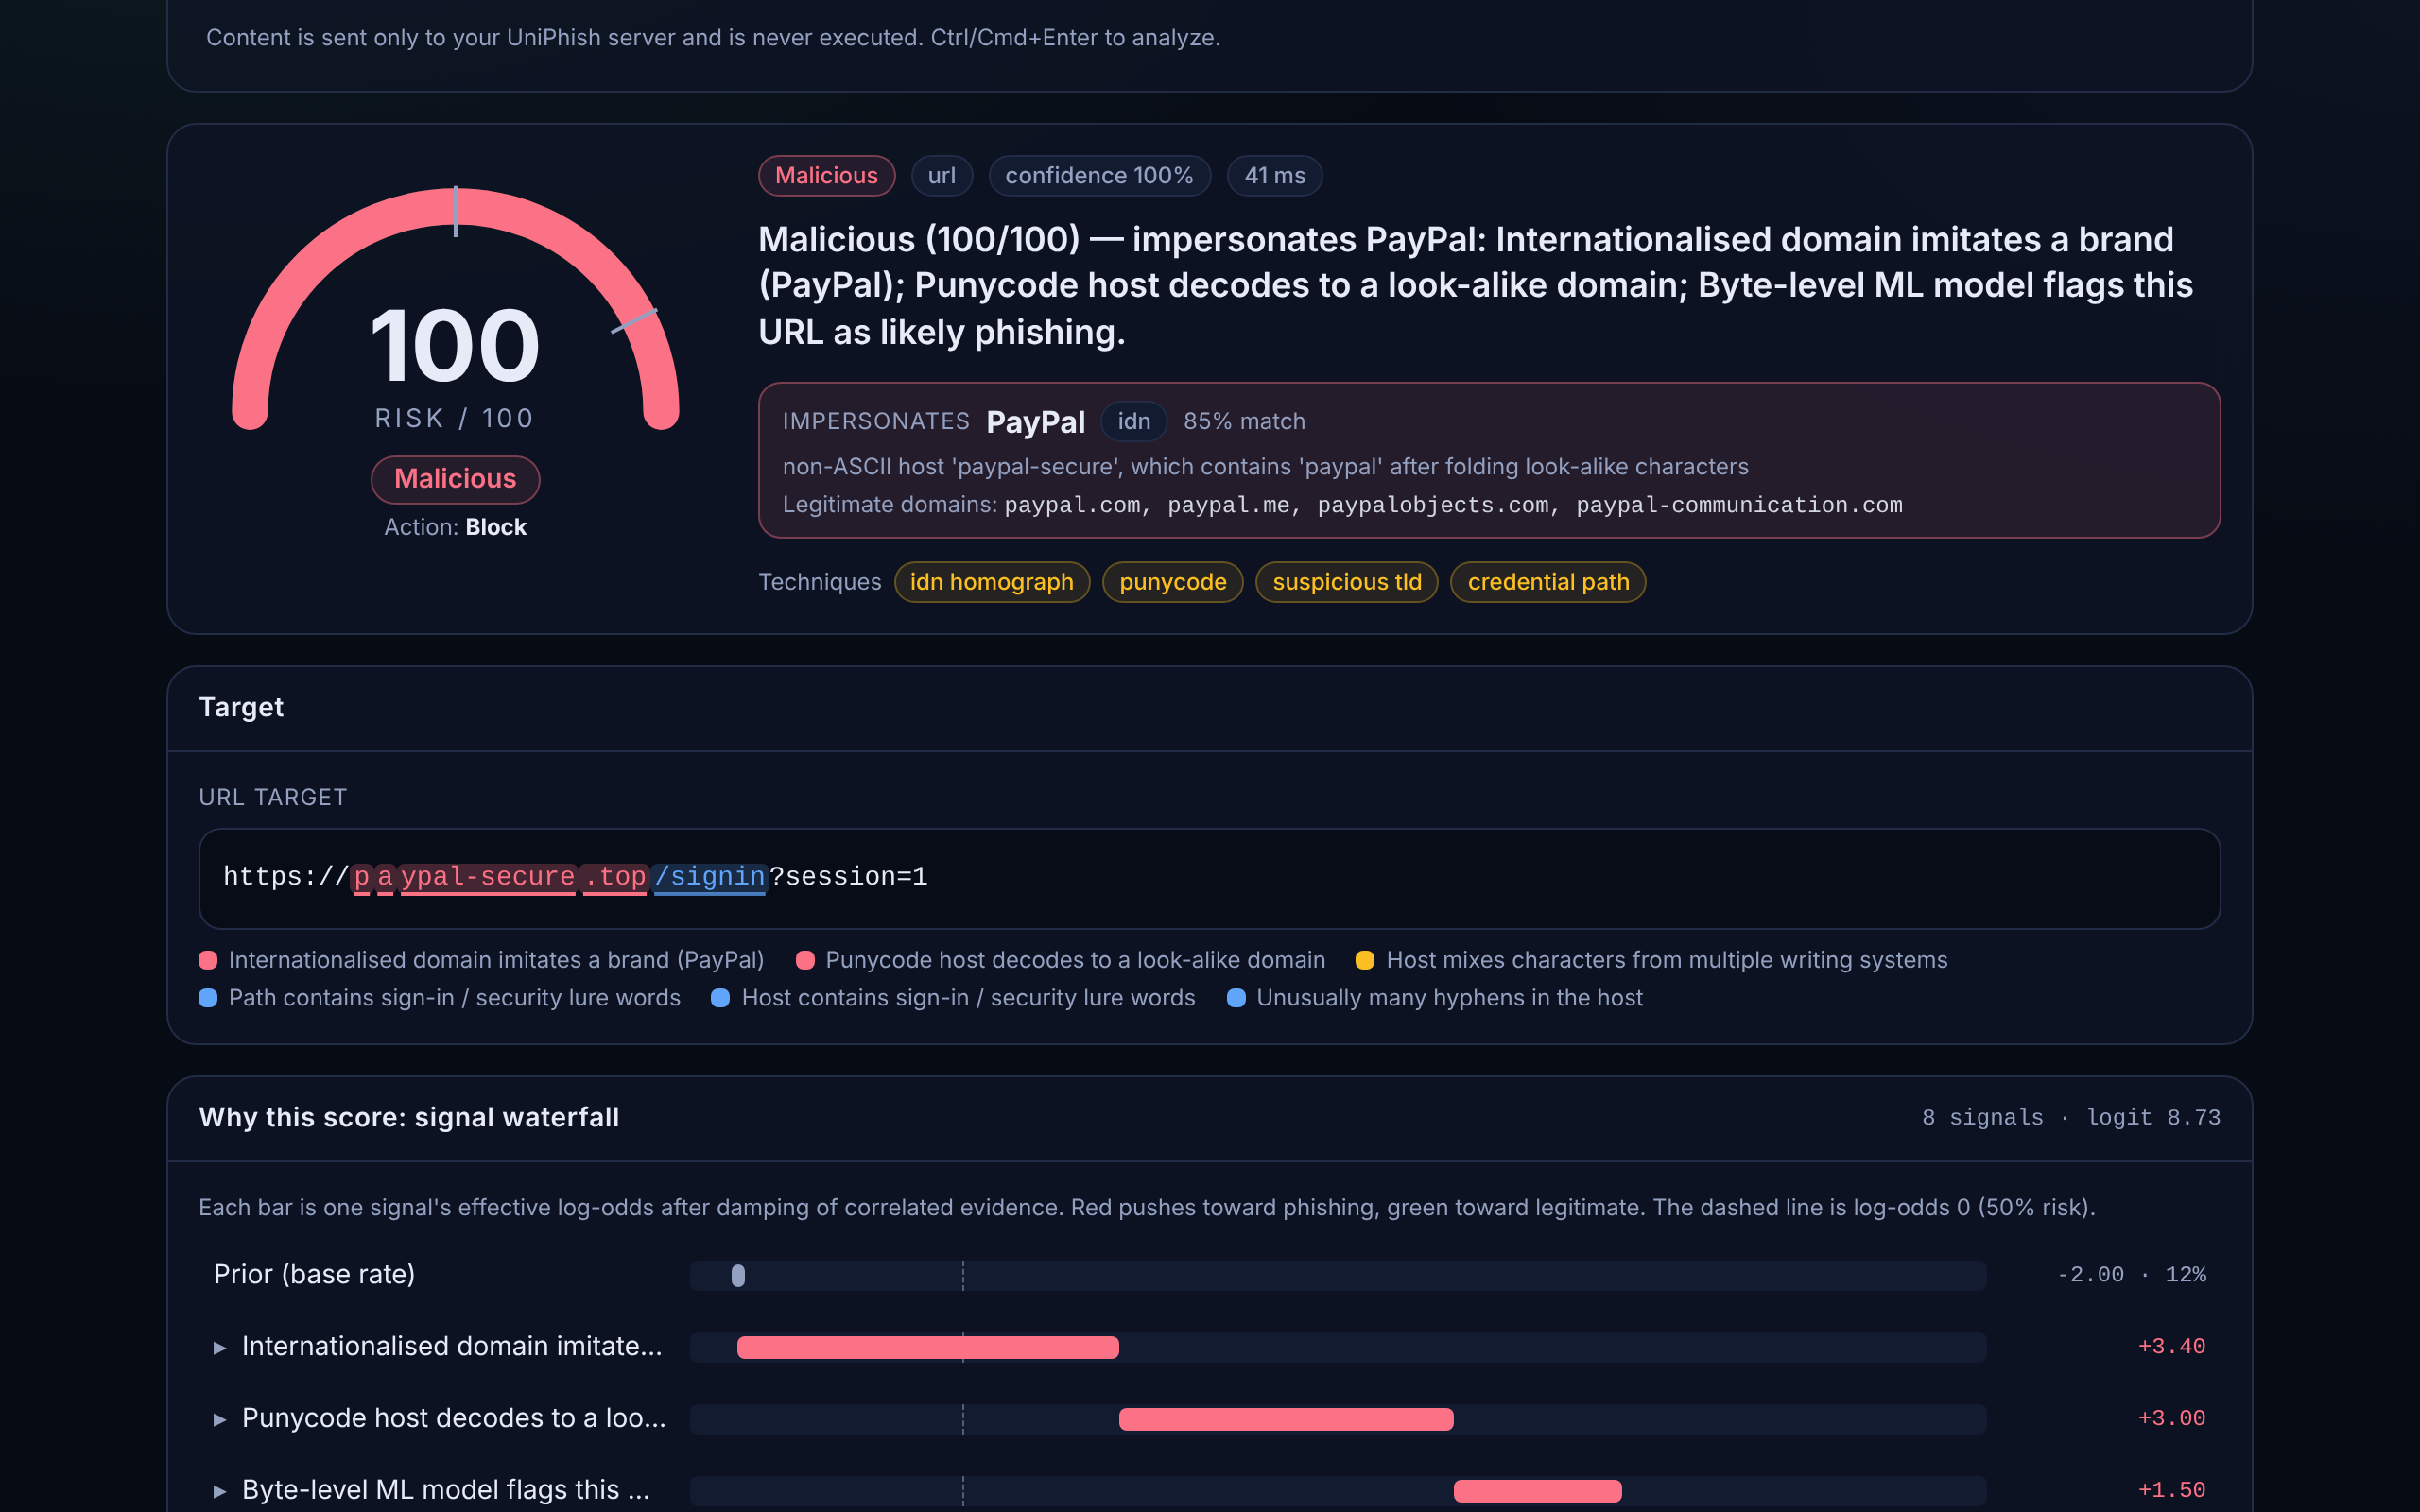 Content is sent only to your UniPhish server and is never executed. Ctrl/Cmd+Enter to analyze.
100
RISK / 100
Malicious
Action: Block
Malicious url confidence 100% 41 ms
Malicious (100/100) — impersonates PayPal: Internationalised domain imitates a brand
(PayPal); Punycode host decodes to a look-alike domain; Byte-level ML model flags this
URL as likely phishing.
IMPERSONATES PayPal idn 85% match
non-ASCII host 'paypal-secure', which contains 'paypal' after folding look-alike characters
Legitimate domains: paypal.com, paypal.me, paypalobjects.com, paypal-communication.com
Techniques idn homograph punycode suspicious tld credential path
Target
URL TARGET
https://paypal-secure.top/signin?session=1
Internationalised domain imitates a brand (PayPal) Punycode host decodes to a look-alike domain Host mixes characters from multiple writing systems
Path contains sign-in / security lure words Host contains sign-in / security lure words Unusually many hyphens in the host
Why this score: signal waterfall 8 signals · logit 8.73
Each bar is one signal's effective log-odds after damping of correlated evidence. Red pushes toward phishing, green toward legitimate. The dashed line is log-odds 0 (50% risk).
Prior (base rate) -2.00 · 12%
▸ Internationalised domain imitate... +3.40
▸ Punycode host decodes to a loo... +3.00
▸ Byte-level ML model flags this ... +1.50